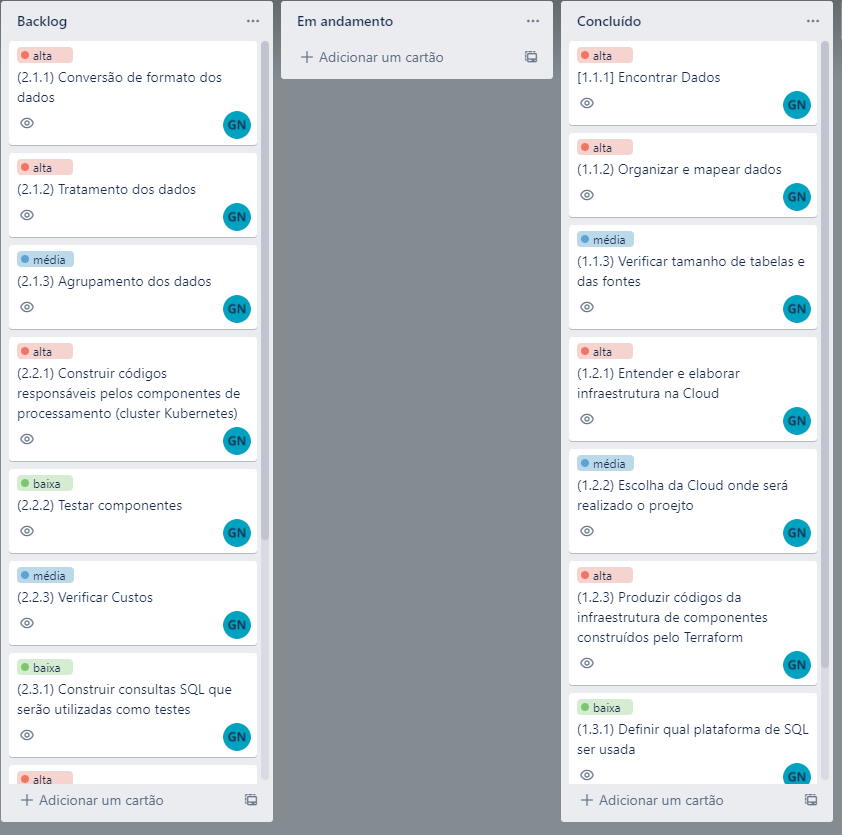 Backlog
alta
(2.1.1) Conversão de formato dos
dados
GN
alta
(2.1.2) Tratamento dos dados
GN
média
(2.1.3) Agrupamento dos dados
GN
alta
(2.2.1) Construir códigos
responsáveis pelos componentes de
processamento (cluster Kubernetes)
GN
baixa
(2.2.2) Testar componentes
GN
média
(2.2.3) Verificar Custos
GN
baixa
(2.3.1) Construir consultas SQL que
serão utilizadas como testes
GN
alta
Adicionar um cartão
Em andamento
Adicionar um cartão
Concluído
alta
[1.1.1] Encontrar Dados
GN
alta
(1.1.2) Organizar e mapear dados
GN
média
(1.1.3) Verificar tamanho de tabelas e
das fontes
GN
alta
(1.2.1) Entender e elaborar
infraestrutura na Cloud
GN
média
(1.2.2) Escolha da Cloud onde será
realizado o proejto
GN
alta
(1.2.3) Produzir códigos da
infraestrutura de componentes
construídos pelo Terraform
GN
baixa
(1.3.1) Definir qual plataforma de SQL
ser usada
GN
Adicionar um cartão